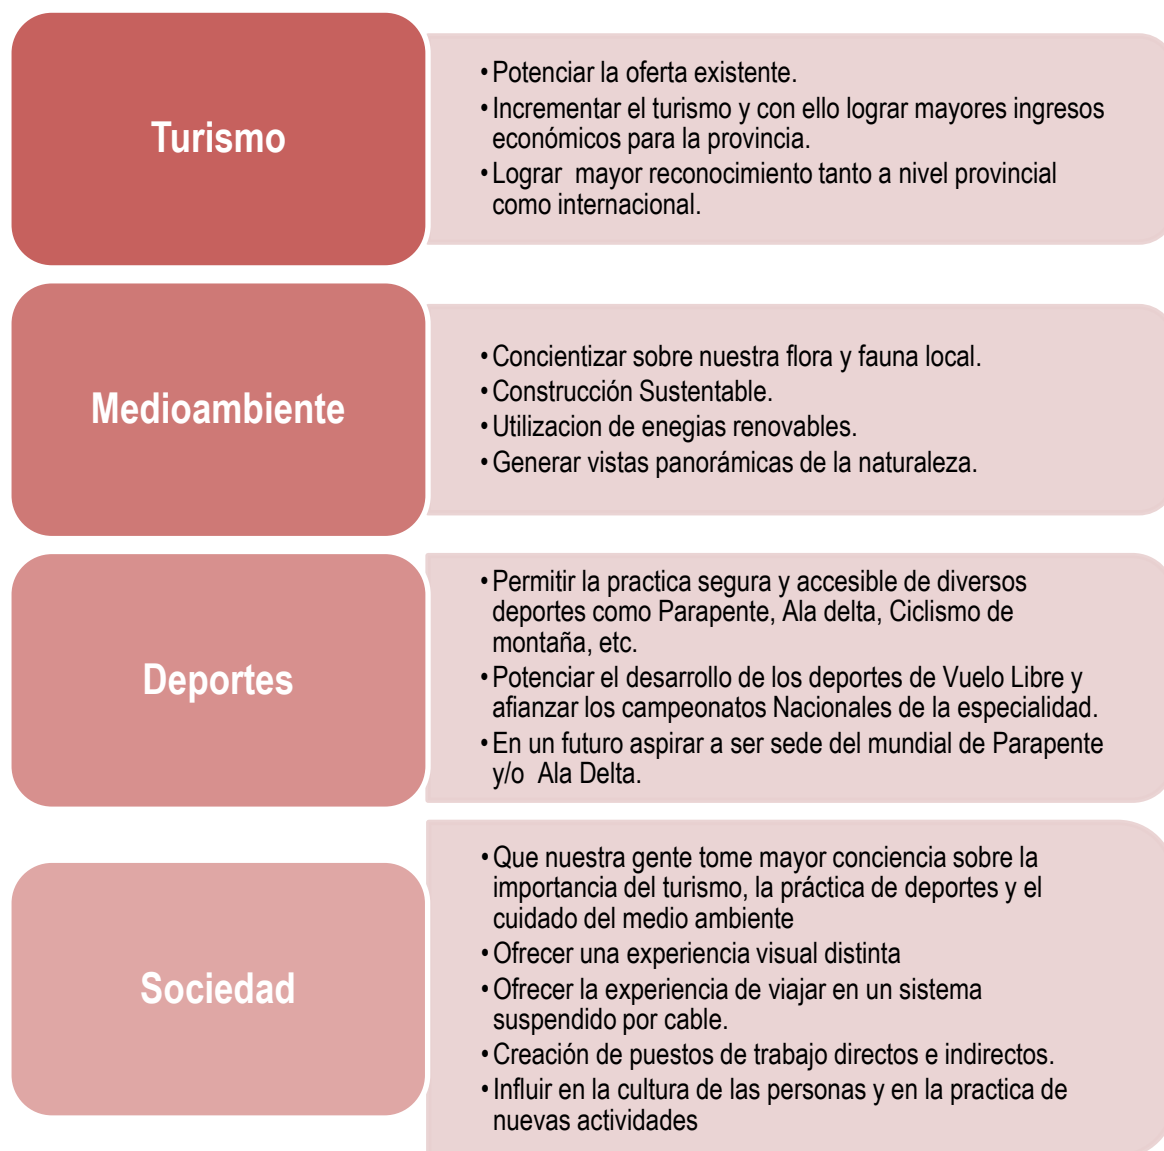 Turismo
•Potenciar la oferta existente.
•Incrementar el turismo y con ello lograr mayores ingresos
económicos para la provincia.
•Lograr  mayor reconocimiento tanto a nivel provincial
como internacional.
Medioambiente
•Concientizar sobre nuestra flora y fauna local.
•Construcción Sustentable.
•Utilizacion de enegias renovables.
•Generar vistas panorámicas de la naturaleza.
Deportes
•Permitir la practica segura y accesible de diversos
deportes como Parapente, Ala delta, Ciclismo de
montaña, etc.
•Potenciar el desarrollo de los deportes de Vuelo Libre y
afianzar los campeonatos Nacionales de la especialidad.
•En un futuro aspirar a ser sede del mundial de Parapente
y/o  Ala Delta.
Sociedad
•Que nuestra gente tome mayor conciencia sobre la
importancia del turismo, la práctica de deportes y el
cuidado del medio ambiente
•Ofrecer una experiencia visual distinta
•Ofrecer la experiencia de viajar en un sistema
suspendido por cable.
•Creación de puestos de trabajo directos e indirectos.
•Influir en la cultura de las personas y en la practica de
nuevas actividades